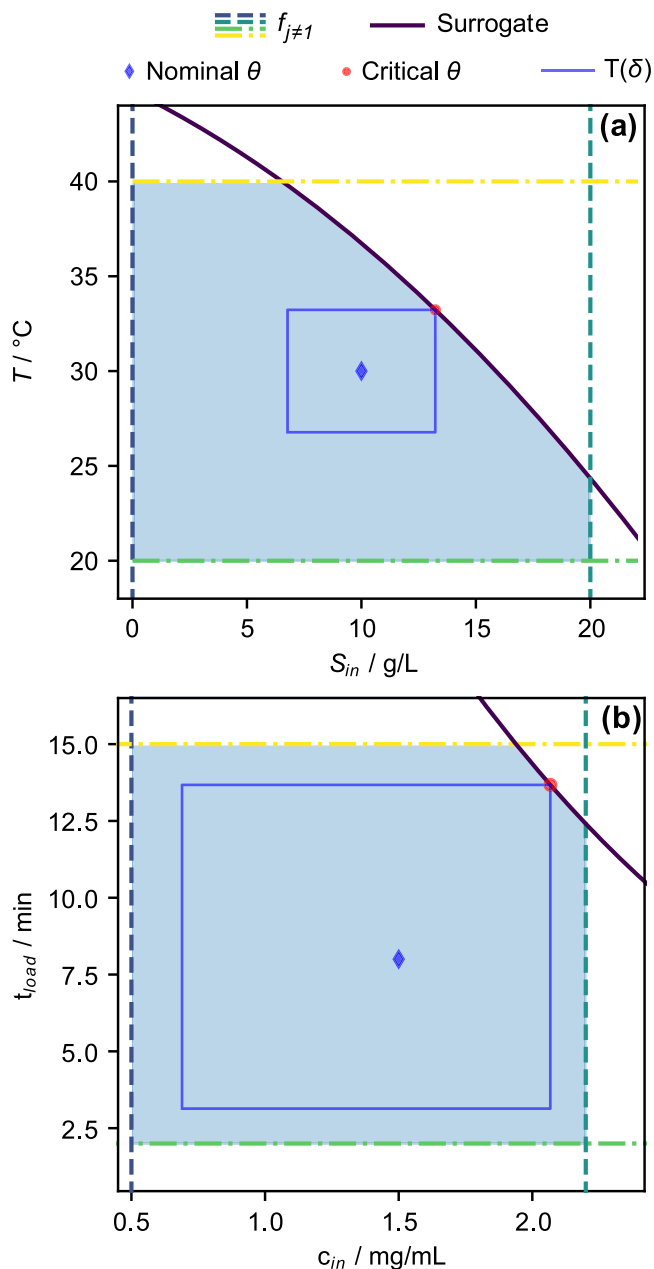 f_{j≠1} Surrogate
Nominal θ Critical θ T(δ)
(a)
40
35
30
25
20
T / °C
0 5 10 15 20
S_{in} / g/L
(b)
15.0
12.5
10.0
7.5
5.0
2.5
t_{load} / min
0.5 1.0 1.5 2.0
c_{in} / mg/mL